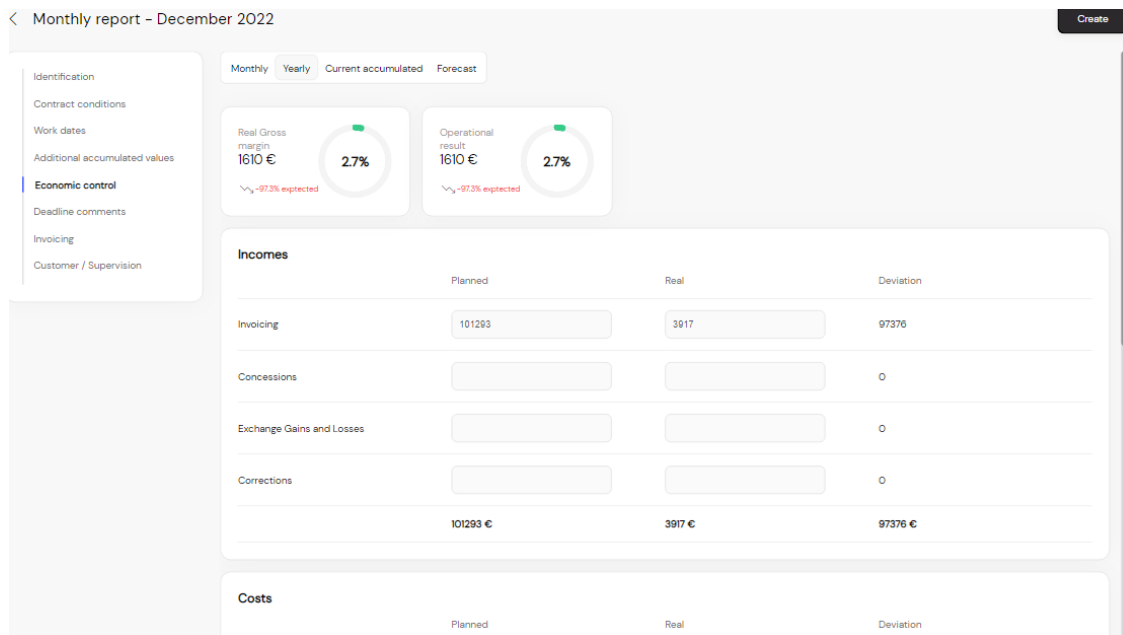 Monthly report - December 2022
Create
Identification
Contract conditions
Work dates
Additional accumulated values
Economic control
Deadline comments
Invoicing
Customer / Supervision
Monthly Yearly Current accumulated Forecast
Real Gross
margin
1610 €
2.7%
-97.3% exptected
Operational
result
1610 €
2.7%
-97.3% exptected
Incomes
Planned Real Deviation
Invoicing 101293 3917 97376
Concessions 0
Exchange Gains and Losses 0
Corrections 0
101293 € 3917 € 97376 €
Costs
Planned Real Deviation